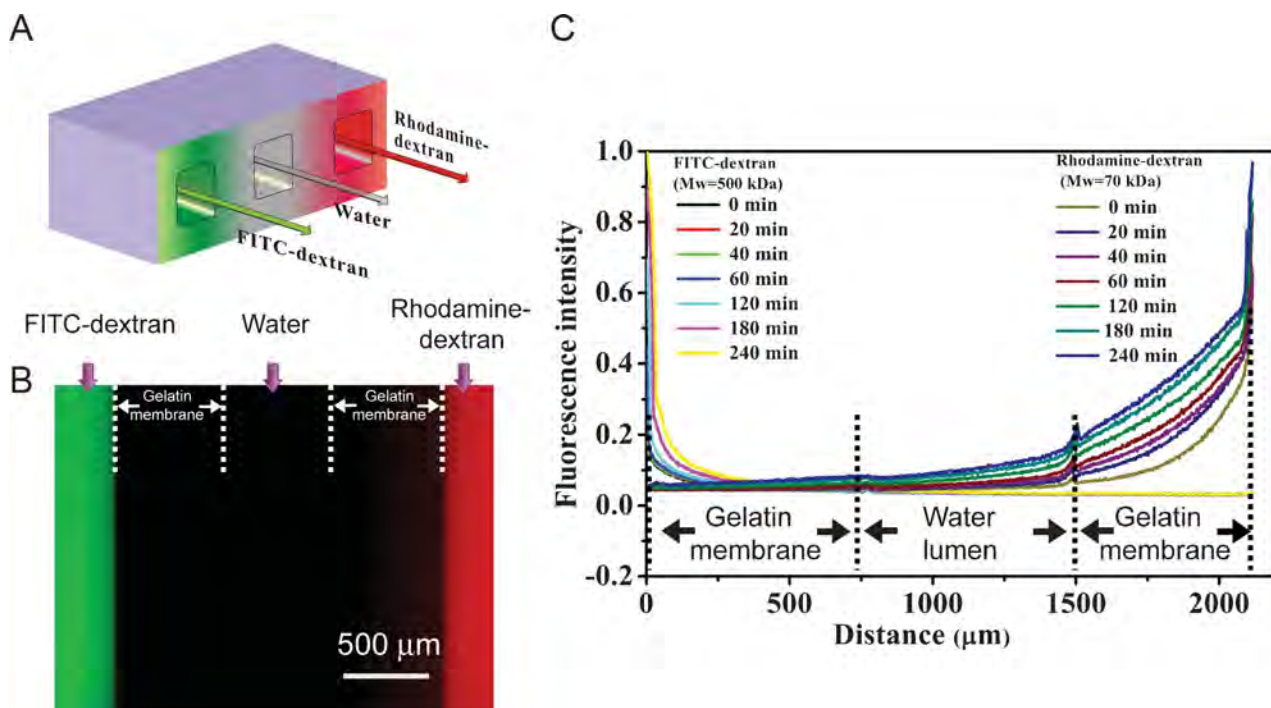 A
Rhodamine-
dextran
Water
FITC-dextran
FITC-dextran
Water
Rhodamine-
dextran
B
Gelatin
membrane
Gelatin
membrane
500 μm
C
Fluorescence intensity
1.0
0.8
0.6
0.4
0.2
0.0
-0.2
FITC-dextran
(Mw=500 kDa)
0 min
20 min
40 min
60 min
120 min
180 min
240 min
Rhodamine-dextran
(Mw=70 kDa)
0 min
20 min
40 min
60 min
120 min
180 min
240 min
Gelatin
membrane
Water
lumen
Gelatin
membrane
0 500 1000 1500 2000
Distance (μm)